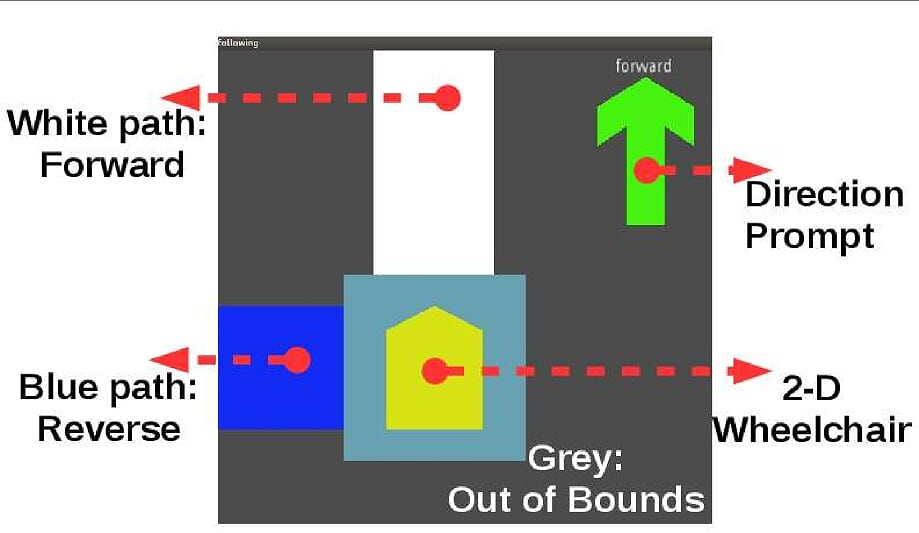 following
forward
White path:
Forward
Direction
Prompt
Blue path:
Reverse
2-D
Wheelchair
Grey:
Out of Bounds